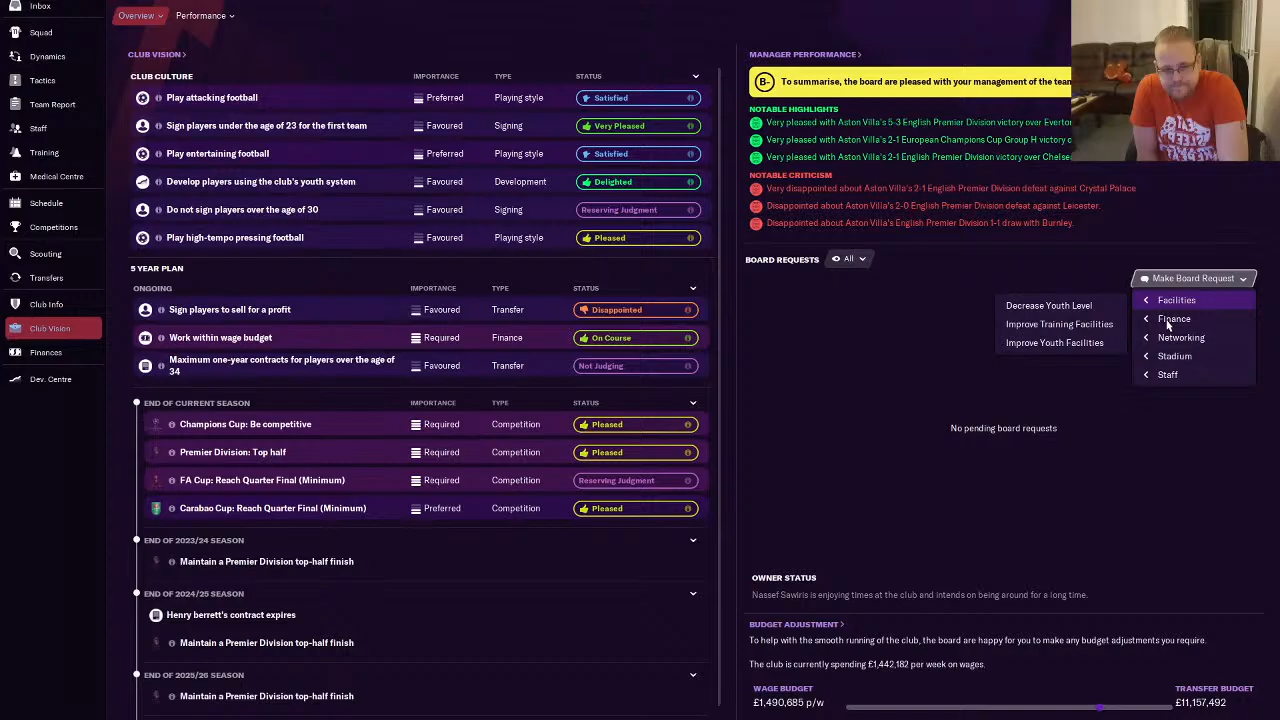 Inbox
Squad
Dynamics
Tactics
Team Report
Staff
Training
Medical Centre
Schedule
Competitions
Scouting
Transfers
Club Info
Club Vision
Finances
Dev. Centre
Overview Performance
CLUB VISION >
CLUB CULTURE IMPORTANCE TYPE STATUS
Play attacking football Preferred Playing style Satisfied
Sign players under the age of 23 for the first team Favoured Signing Very Pleased
Play entertaining football Preferred Playing style Satisfied
Develop players using the club's youth system Favoured Development Delighted
Do not sign players over the age of 30 Favoured Signing Reserving Judgment
Play high-tempo pressing football Favoured Playing style Pleased
5 YEAR PLAN
ONGOING IMPORTANCE TYPE STATUS
Sign players to sell for a profit Favoured Transfer Disappointed
Work within wage budget Required Finance On Course
Maximum one-year contracts for players over the age of
34 Favoured Transfer Not Judging
END OF CURRENT SEASON IMPORTANCE TYPE STATUS
Champions Cup: Be competitive Required Competition Pleased
Premier Division: Top half Required Competition Pleased
FA Cup: Reach Quarter Final (Minimum) Required Competition Reserving Judgment
Carabao Cup: Reach Quarter Final (Minimum) Preferred Competition Pleased
END OF 2023/24 SEASON
Maintain a Premier Division top-half finish
END OF 2024/25 SEASON
Henry berrett's contract expires
Maintain a Premier Division top-half finish
END OF 2025/26 SEASON
Maintain a Premier Division top-half finish
MANAGER PERFORMANCE >
B- To summarise, the board are pleased with your management of the team
NOTABLE HIGHLIGHTS
Very pleased with Aston Villa's 5-3 English Premier Division victory over Everton
Very pleased with Aston Villa's 2-1 European Champions Cup Group H victory
Very pleased with Aston Villa's 2-1 English Premier Division victory over Chelse
NOTABLE CRITICISM
Very disappointed about Aston Villa's 2-1 English Premier Division defeat against Crystal Palace
Disappointed about Aston Villa's 2-0 English Premier Division defeat against Leicester.
Disappointed about Aston Villa's English Premier Division 1-1 draw with Burnley.
BOARD REQUESTS All
Make Board Request
Facilities
Finance
Networking
Stadium
Staff
Decrease Youth Level
Improve Training Facilities
Improve Youth Facilities
No pending board requests
OWNER STATUS
Nassef Sawiris is enjoying times at the club and intends on being around for a long time.
BUDGET ADJUSTMENT >
To help with the smooth running of the club, the board are happy for you to make any budget adjustments you require.
The club is currently spending £1,442,182 per week on wages.
WAGE BUDGET TRANSFER BUDGET
£1,490,685 p/w £11,157,492